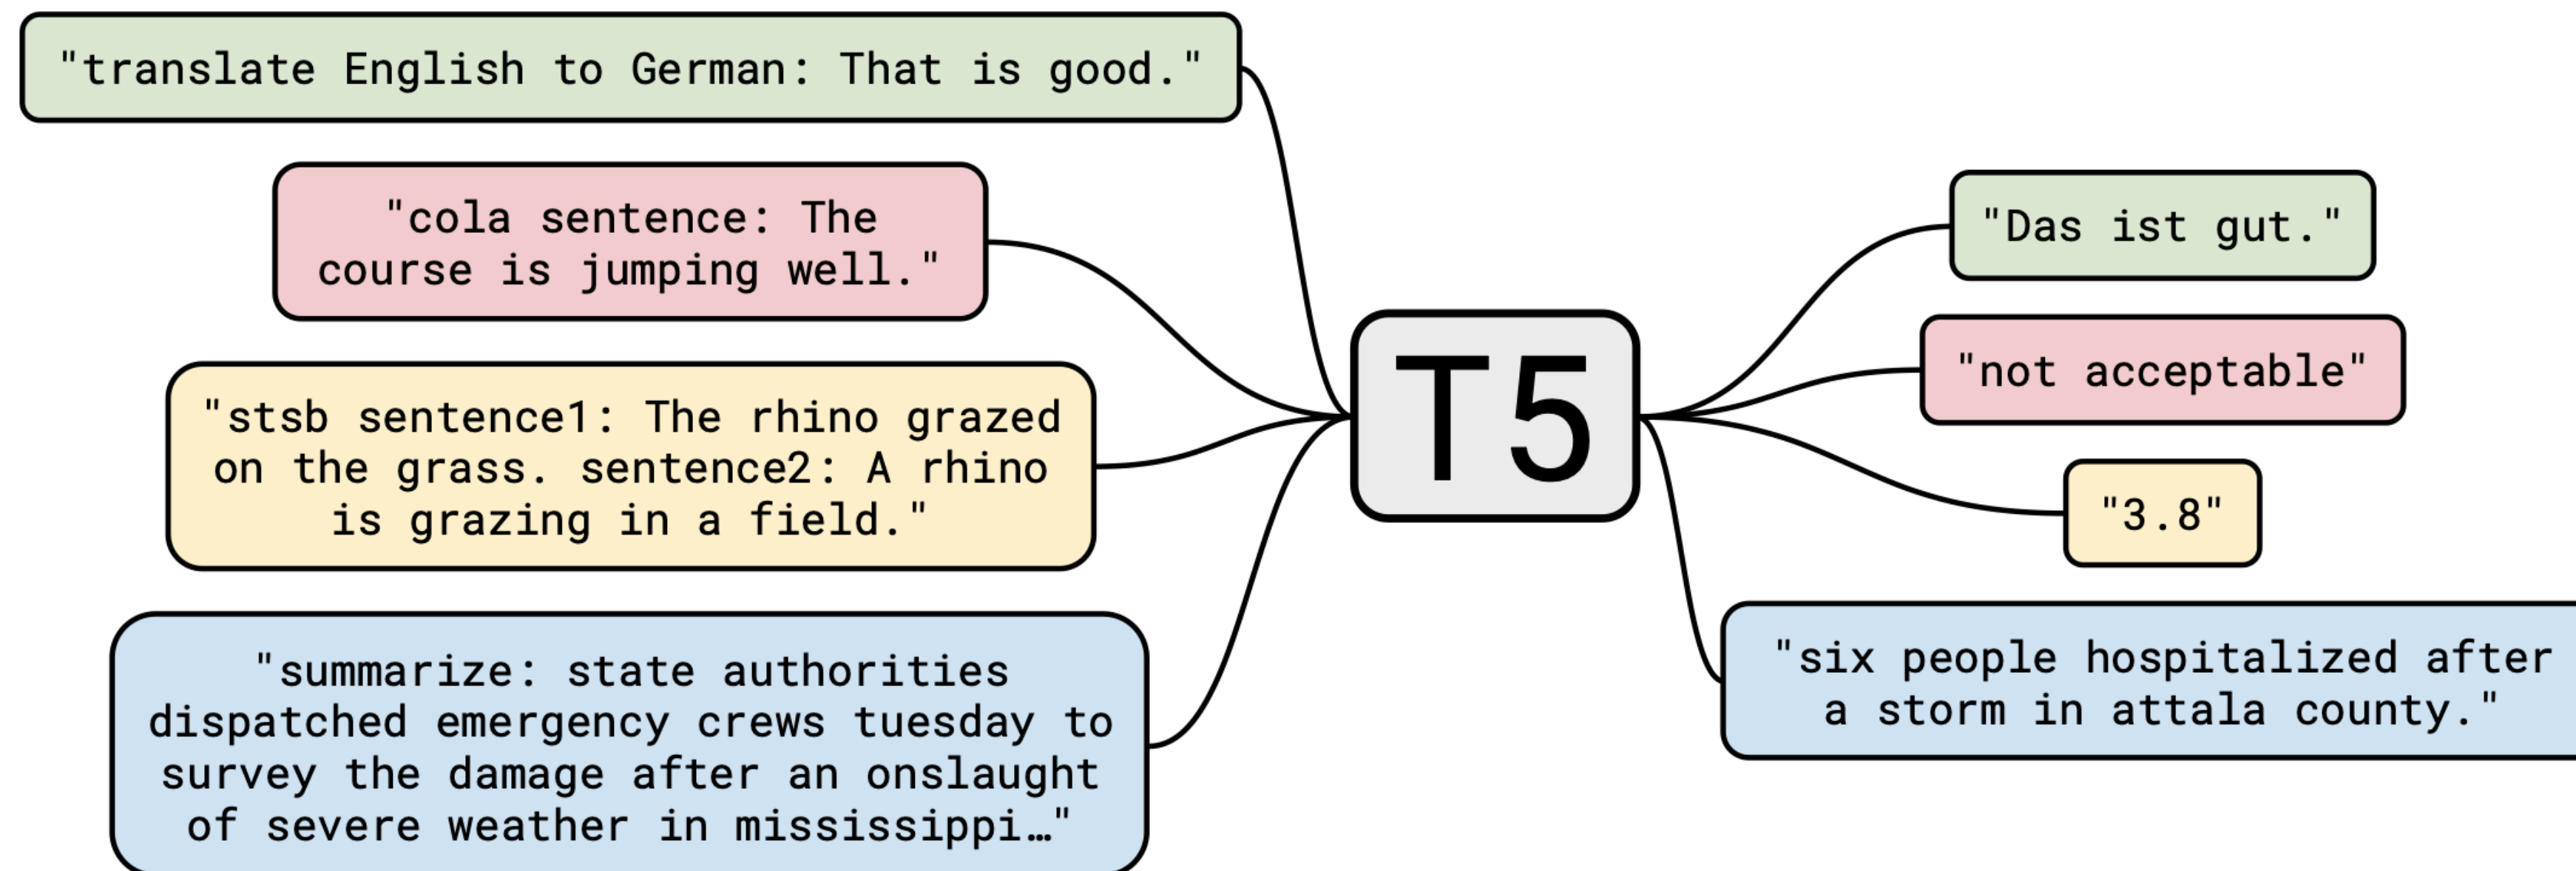 "translate English to German: That is good."
"cola sentence: The
course is jumping well."
"stsb sentence1: The rhino grazed
on the grass. sentence2: A rhino
is grazing in a field."
"summarize: state authorities
dispatched emergency crews tuesday to
survey the damage after an onslaught
of severe weather in mississippi…"
T5
"Das ist gut."
"not acceptable"
"3.8"
"six people hospitalized after
a storm in attala county."